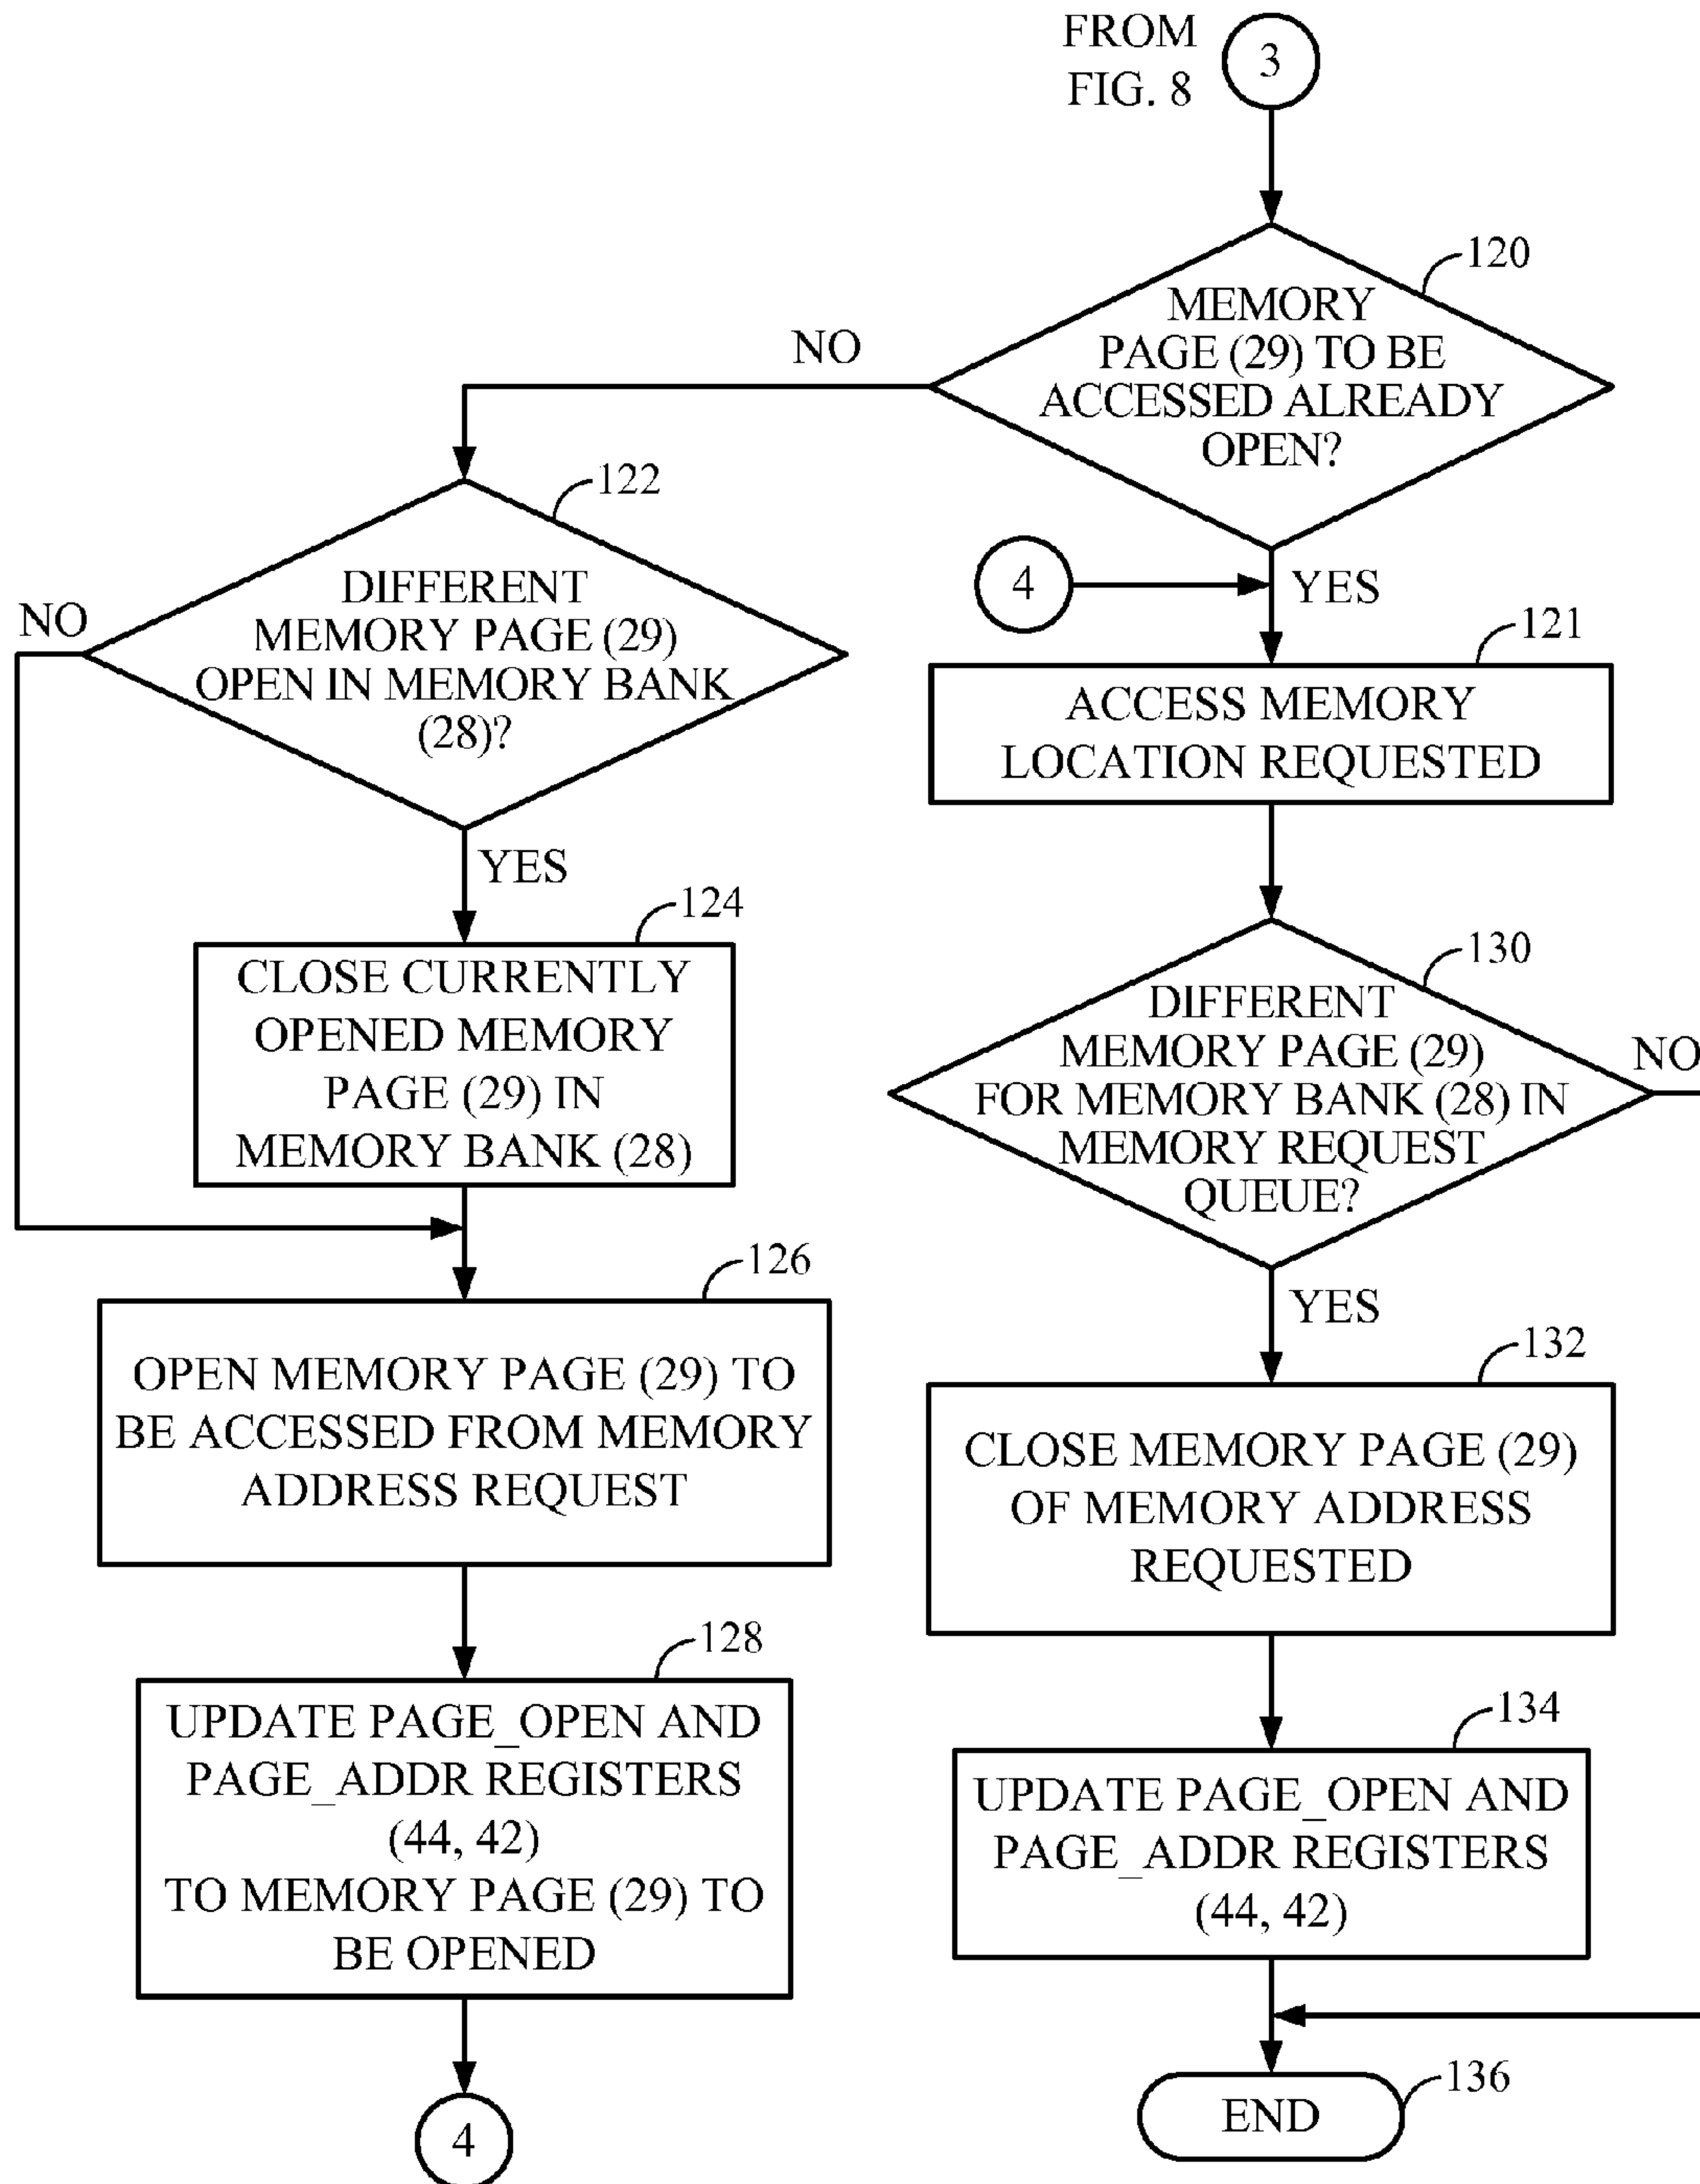 FROM
FIG. 8
3
120
MEMORY
PAGE (29) TO BE
ACCESSED ALREADY
OPEN?
NO
YES
122
DIFFERENT
MEMORY PAGE (29)
OPEN IN MEMORY BANK
(28)?
NO
YES
4
121
ACCESS MEMORY
LOCATION REQUESTED
124
CLOSE CURRENTLY
OPENED MEMORY
PAGE (29) IN
MEMORY BANK (28)
130
DIFFERENT
MEMORY PAGE (29)
FOR MEMORY BANK (28) IN
MEMORY REQUEST
QUEUE?
NO
YES
126
OPEN MEMORY PAGE (29) TO
BE ACCESSED FROM MEMORY
ADDRESS REQUEST
132
CLOSE MEMORY PAGE (29)
OF MEMORY ADDRESS
REQUESTED
128
UPDATE PAGE_OPEN AND
PAGE_ADDR REGISTERS
(44, 42)
TO MEMORY PAGE (29) TO
BE OPENED
134
UPDATE PAGE_OPEN AND
PAGE_ADDR REGISTERS
(44, 42)
4
END
136